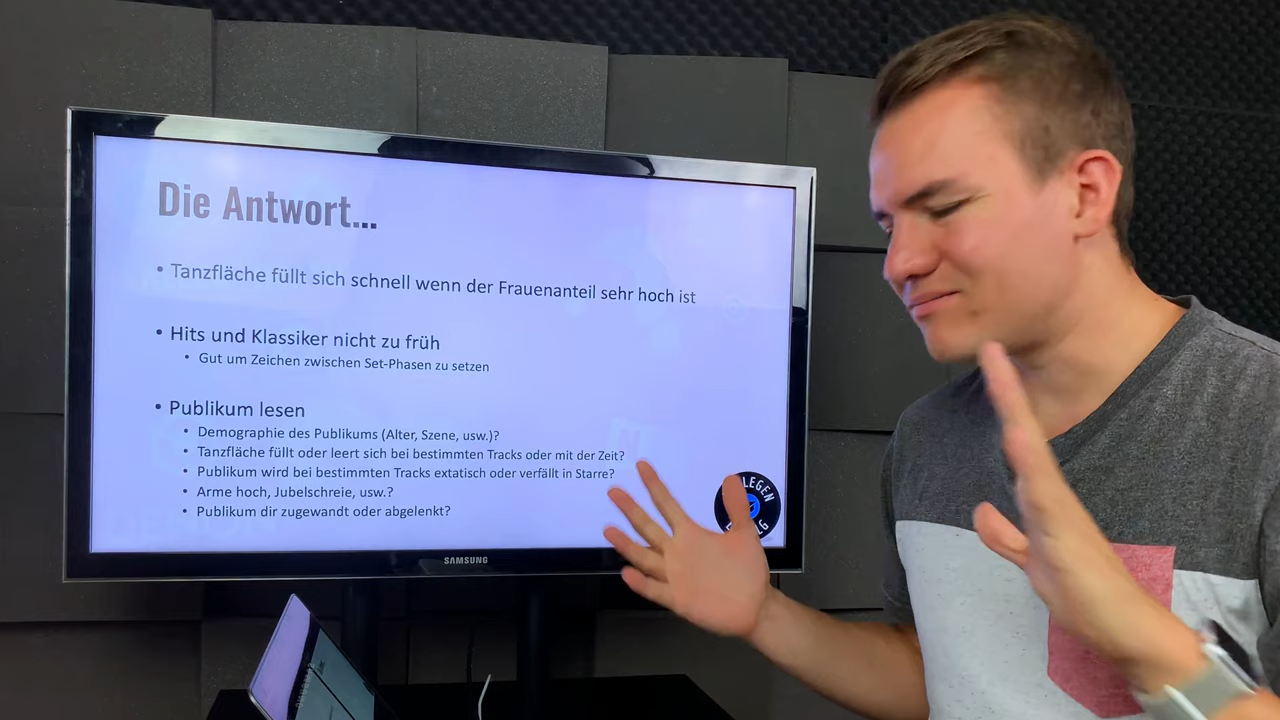 Die Antwort...
• Tanzfläche füllt sich schnell wenn der Frauenanteil sehr hoch ist
• Hits und Klassiker nicht zu früh
• Gut um Zeichen zwischen Set-Phasen zu setzen
• Publikum lesen
• Demographie des Publikums (Alter, Szene, usw.)?
• Tanzfläche füllt oder leert sich bei bestimmten Tracks oder mit der Zeit?
• Publikum wird bei bestimmten Tracks extatisch oder verfällt in Starre?
• Arme hoch, Jubelschreie, usw.?
• Publikum dir zugewandt oder abgelenkt?
SAMSUNG